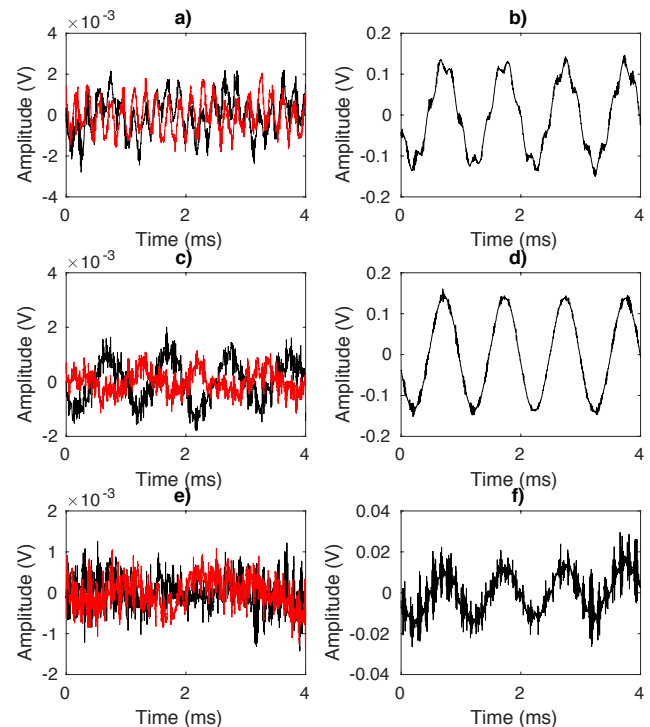 ×10⁻³ a) b)
4 0.2
2 0.1
0 0
-2 -0.1
-4 -0.2
Amplitude (V) Amplitude (V)
0 2 4 0 2 4
Time (ms) Time (ms)
×10⁻³ c) d)
4 0.2
2 0.1
0 0
-0.1
-2 -0.2
Amplitude (V) Amplitude (V)
0 2 4 0 2 4
Time (ms) Time (ms)
×10⁻³ e) f)
2 0.04
1 0.02
0 0
-1 -0.02
-2 -0.04
Amplitude (V) Amplitude (V)
0 2 4 0 2 4
Time (ms) Time (ms)